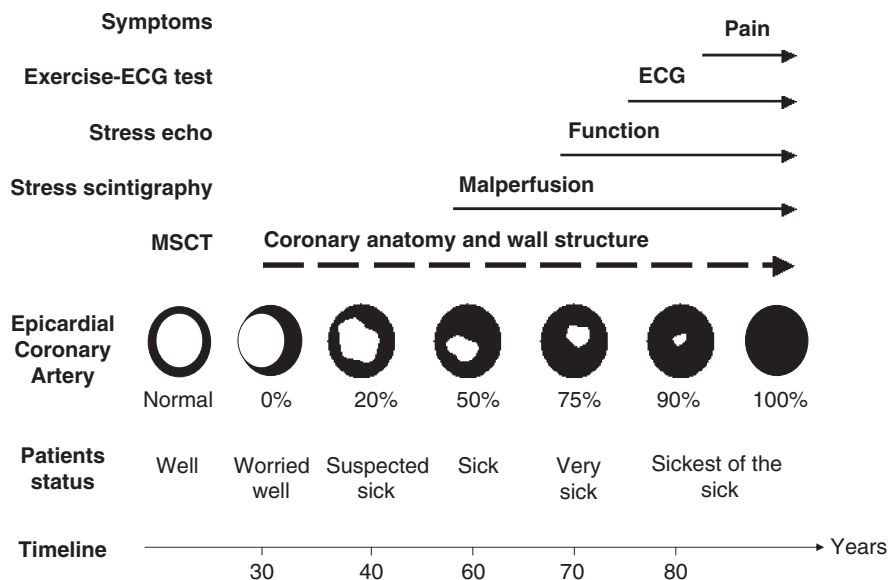 Symptoms
Pain
Exercise-ECG test
ECG
Stress echo
Function
Stress scintigraphy
Malperfusion
MSCT
Coronary anatomy and wall structure
Epicardial
Coronary
Artery
Normal 0% 20% 50% 75% 90% 100%
Patients
status
Well
Worried
well
Suspected
sick
Sick
Very
sick
Sickest of the
sick
Timeline
Years
30 40 60 70 80